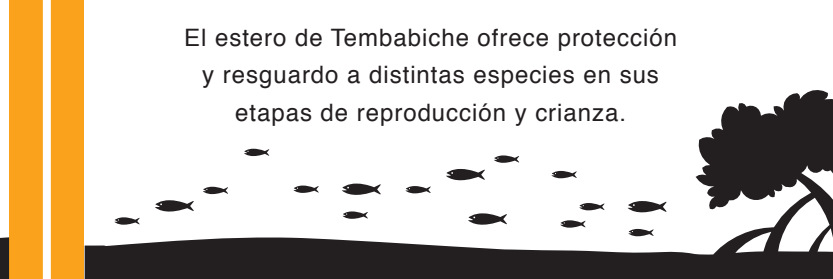 El estero de Tembabiche ofrece protección
y resguardo a distintas especies en sus
etapas de reproducción y crianza.